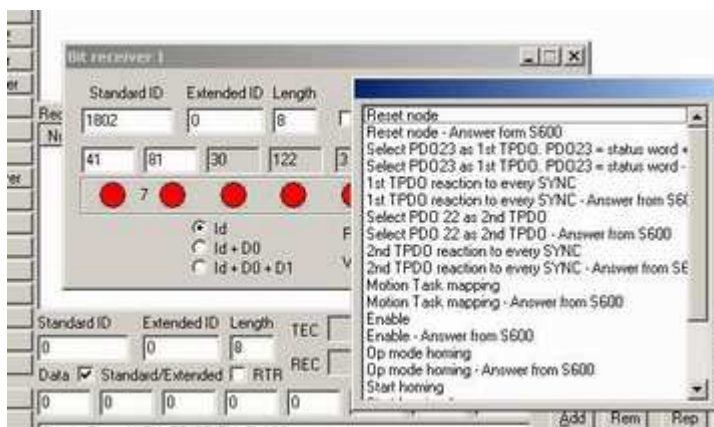 Bit receiver 1
Standard ID Extended ID Length
1802 0 8
41 81 30 122 3
7
Id
Id + D0
Id + D0 + D1
Reset node
Reset node - Answer form S600
Select PDO23 as 1st TPDO. PDO23 = status word +
Select PDO23 as 1st TPDO. PDO23 = status word -
1st TPDO reaction to every SYNC
1st TPDO reaction to every SYNC - Answer from S60
Select PDO 22 as 2nd TPDO
Select PDO 22 as 2nd TPDO - Answer from S600
2nd TPDO reaction to every SYNC
2nd TPDO reaction to every SYNC - Answer from S6
Motion Task mapping
Motion Task mapping - Answer from S600
Enable
Enable - Answer from S600
Op mode homing
Op mode homing - Answer from S600
Start homing
Standard ID Extended ID Length TEC
0 0 8
REC
Data Standard/Extended RTR
0 0 0 0 0
Add Rem Rep